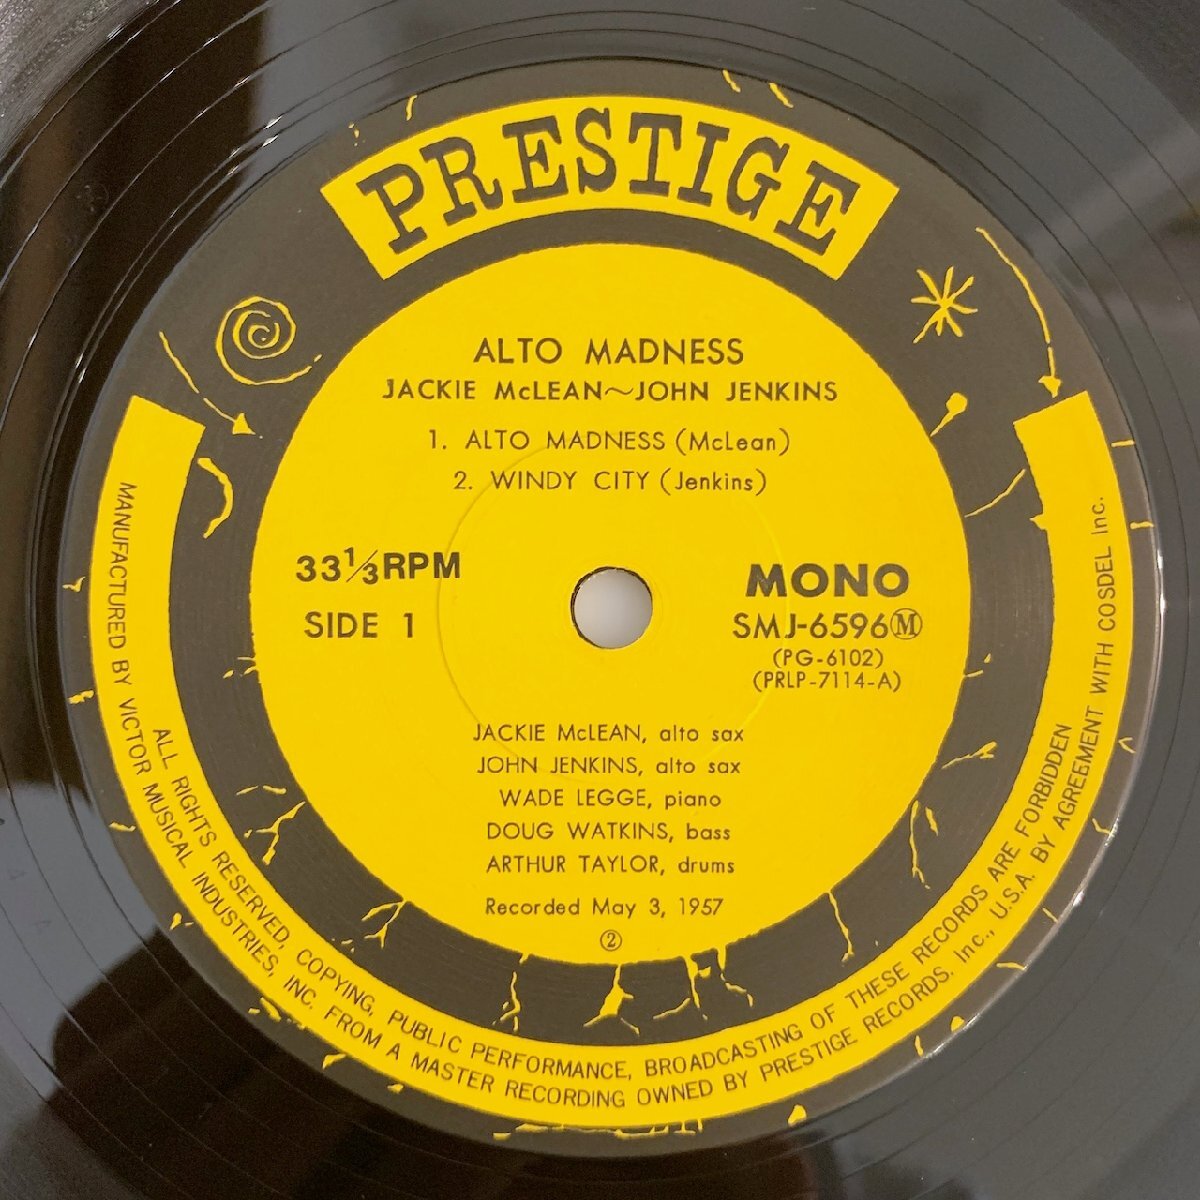 PRESTIGE
ALTO MADNESS
JACKIE McLEAN~JOHN JENKINS
1. ALTO MADNESS (McLean)
2. WINDY CITY (Jenkins)
33⅓ RPM
SIDE 1
MONO
SMJ-6596Ⓜ
(PG-6102)
(PRLP-7114-A)
JACKIE McLEAN, alto sax
JOHN JENKINS, alto sax
WADE LEGGE, piano
DOUG WATKINS, bass
ARTHUR TAYLOR, drums
Recorded May 3, 1957
②
ALL RIGHTS RESERVED, COPYING, PUBLIC PERFORMANCE, BROADCASTING OF THESE RECORDS ARE FORBIDDEN
MANUFACTURED BY VICTOR MUSICAL INDUSTRIES, INC. FROM A MASTER RECORDING OWNED BY PRESTIGE RECORDS. Inc., U.S.A. BY AGREEMENT WITH COSDEL Inc.